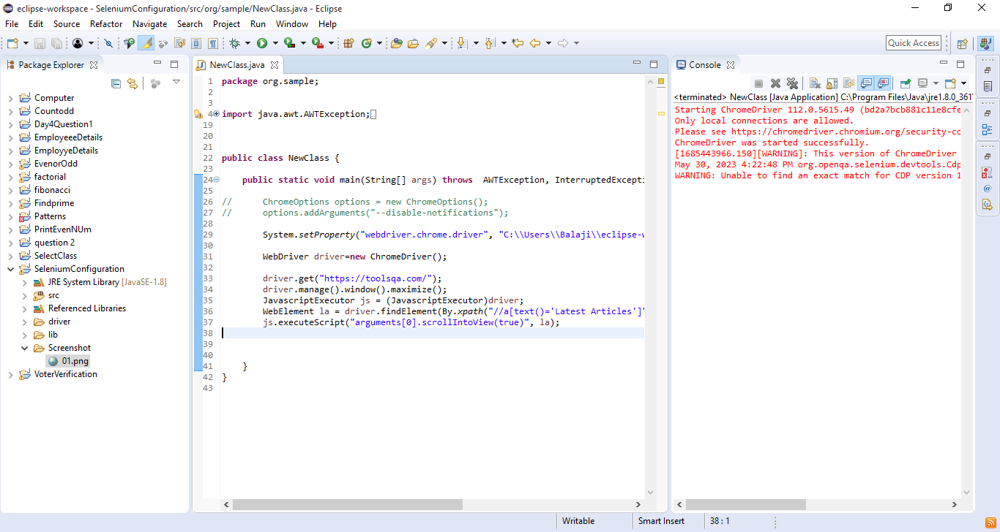 eclipse-workspace - SeleniumConfiguration/src/org/sample/NewClass.java - Eclipse
File Edit Source Refactor Navigate Search Project Run Window Help
Quick Access
Package Explorer
Computer
Countodd
Day4Question1
EmployeeeDetails
EmployyeDetails
EvenorOdd
factorial
fibonacci
Findprime
Patterns
PrintEvenNUm
question 2
SelectClass
SeleniumConfiguration
JRE System Library [JavaSE-1.8]
src
Referenced Libraries
driver
lib
Screenshot
01.png
VoterVerification
NewClass.java
1 package org.sample;
2
3
4 import java.awt.AWTException;
19
20
21
22 public class NewClass {
23
24 public static void main(String[] args) throws  AWTException, InterruptedExcepti
25
26 // ChromeOptions options = new ChromeOptions();
27 // options.addArguments("--disable-notifications");
28
29 System.setProperty("webdriver.chrome.driver", "C:\\Users\\Balaji\\eclipse-w
30
31 WebDriver driver=new ChromeDriver();
32
33 driver.get("https://toolsqa.com/");
34 driver.manage().window().maximize();
35 JavascriptExecutor js = (JavascriptExecutor)driver;
36 WebElement la = driver.findElement(By.xpath("//a[text()='Latest Articles']"
37 js.executeScript("arguments[0].scrollIntoView(true)", la);
38
39
40
41 }
42 }
43
Console
<terminated> NewClass [Java Application] C:\Program Files\Java\jre1.8.0_361\
Starting ChromeDriver 112.0.5615.49 (bd2a7bcb881c11e8cfe
Only local connections are allowed.
Please see https://chromedriver.chromium.org/security-co
ChromeDriver was started successfully.
[1685443966.150][WARNING]: This version of ChromeDriver
May 30, 2023 4:22:48 PM org.openqa.selenium.devtools.Cdp
WARNING: Unable to find an exact match for CDP version 1
Writable Smart Insert 38 : 1